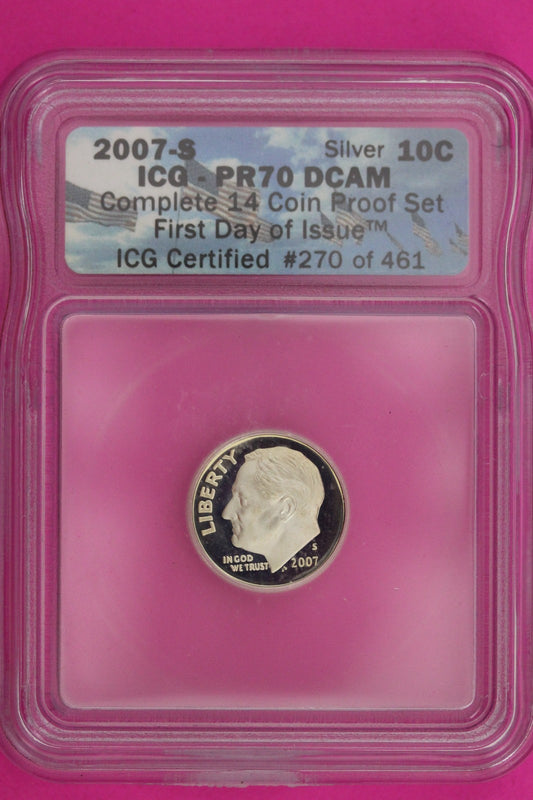 2007-S Silver 10C
ICG - PR70 DCAM
Complete 14 Coin Proof Set
First Day of Issue™
ICG Certified #270 of 461
LIBERTY
IN GOD
WE TRUST
S
2007